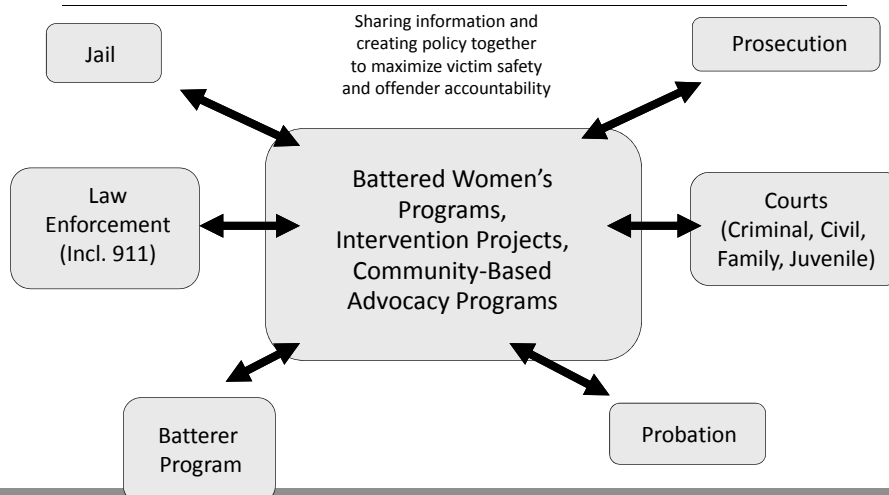 Sharing information and
creating policy together
to maximize victim safety
and offender accountability
Jail
Prosecution
Law
Enforcement
(Incl. 911)
Battered Women’s
Programs,
Intervention Projects,
Community-Based
Advocacy Programs
Courts
(Criminal, Civil,
Family, Juvenile)
Batterer
Program
Probation